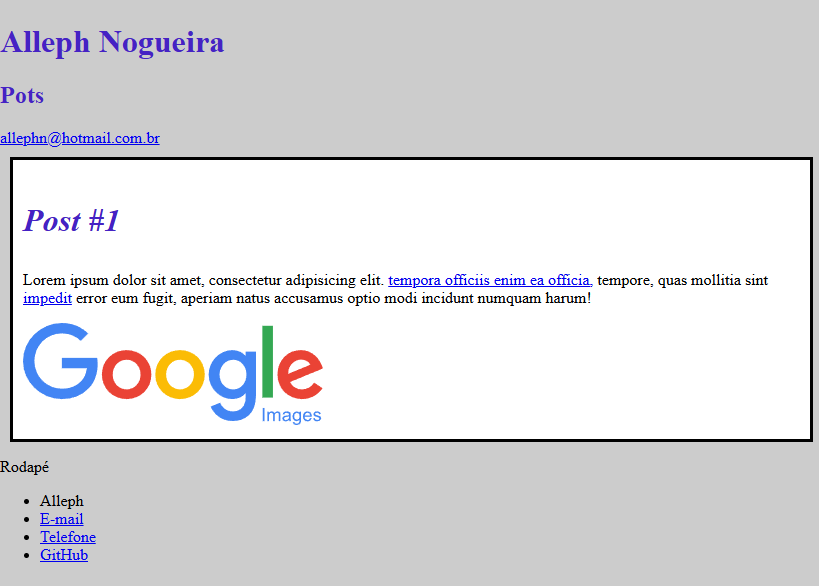 Alleph Nogueira
Pots
allephn@hotmail.com.br
Post #1
Lorem ipsum dolor sit amet, consectetur adipisicing elit. tempora officiis enim ea officia, tempore, quas mollitia sint
impedit error eum fugit, aperiam natus accusamus optio modi incidunt numquam harum!
Google
Images
Rodapé
Alleph
E-mail
Telefone
GitHub